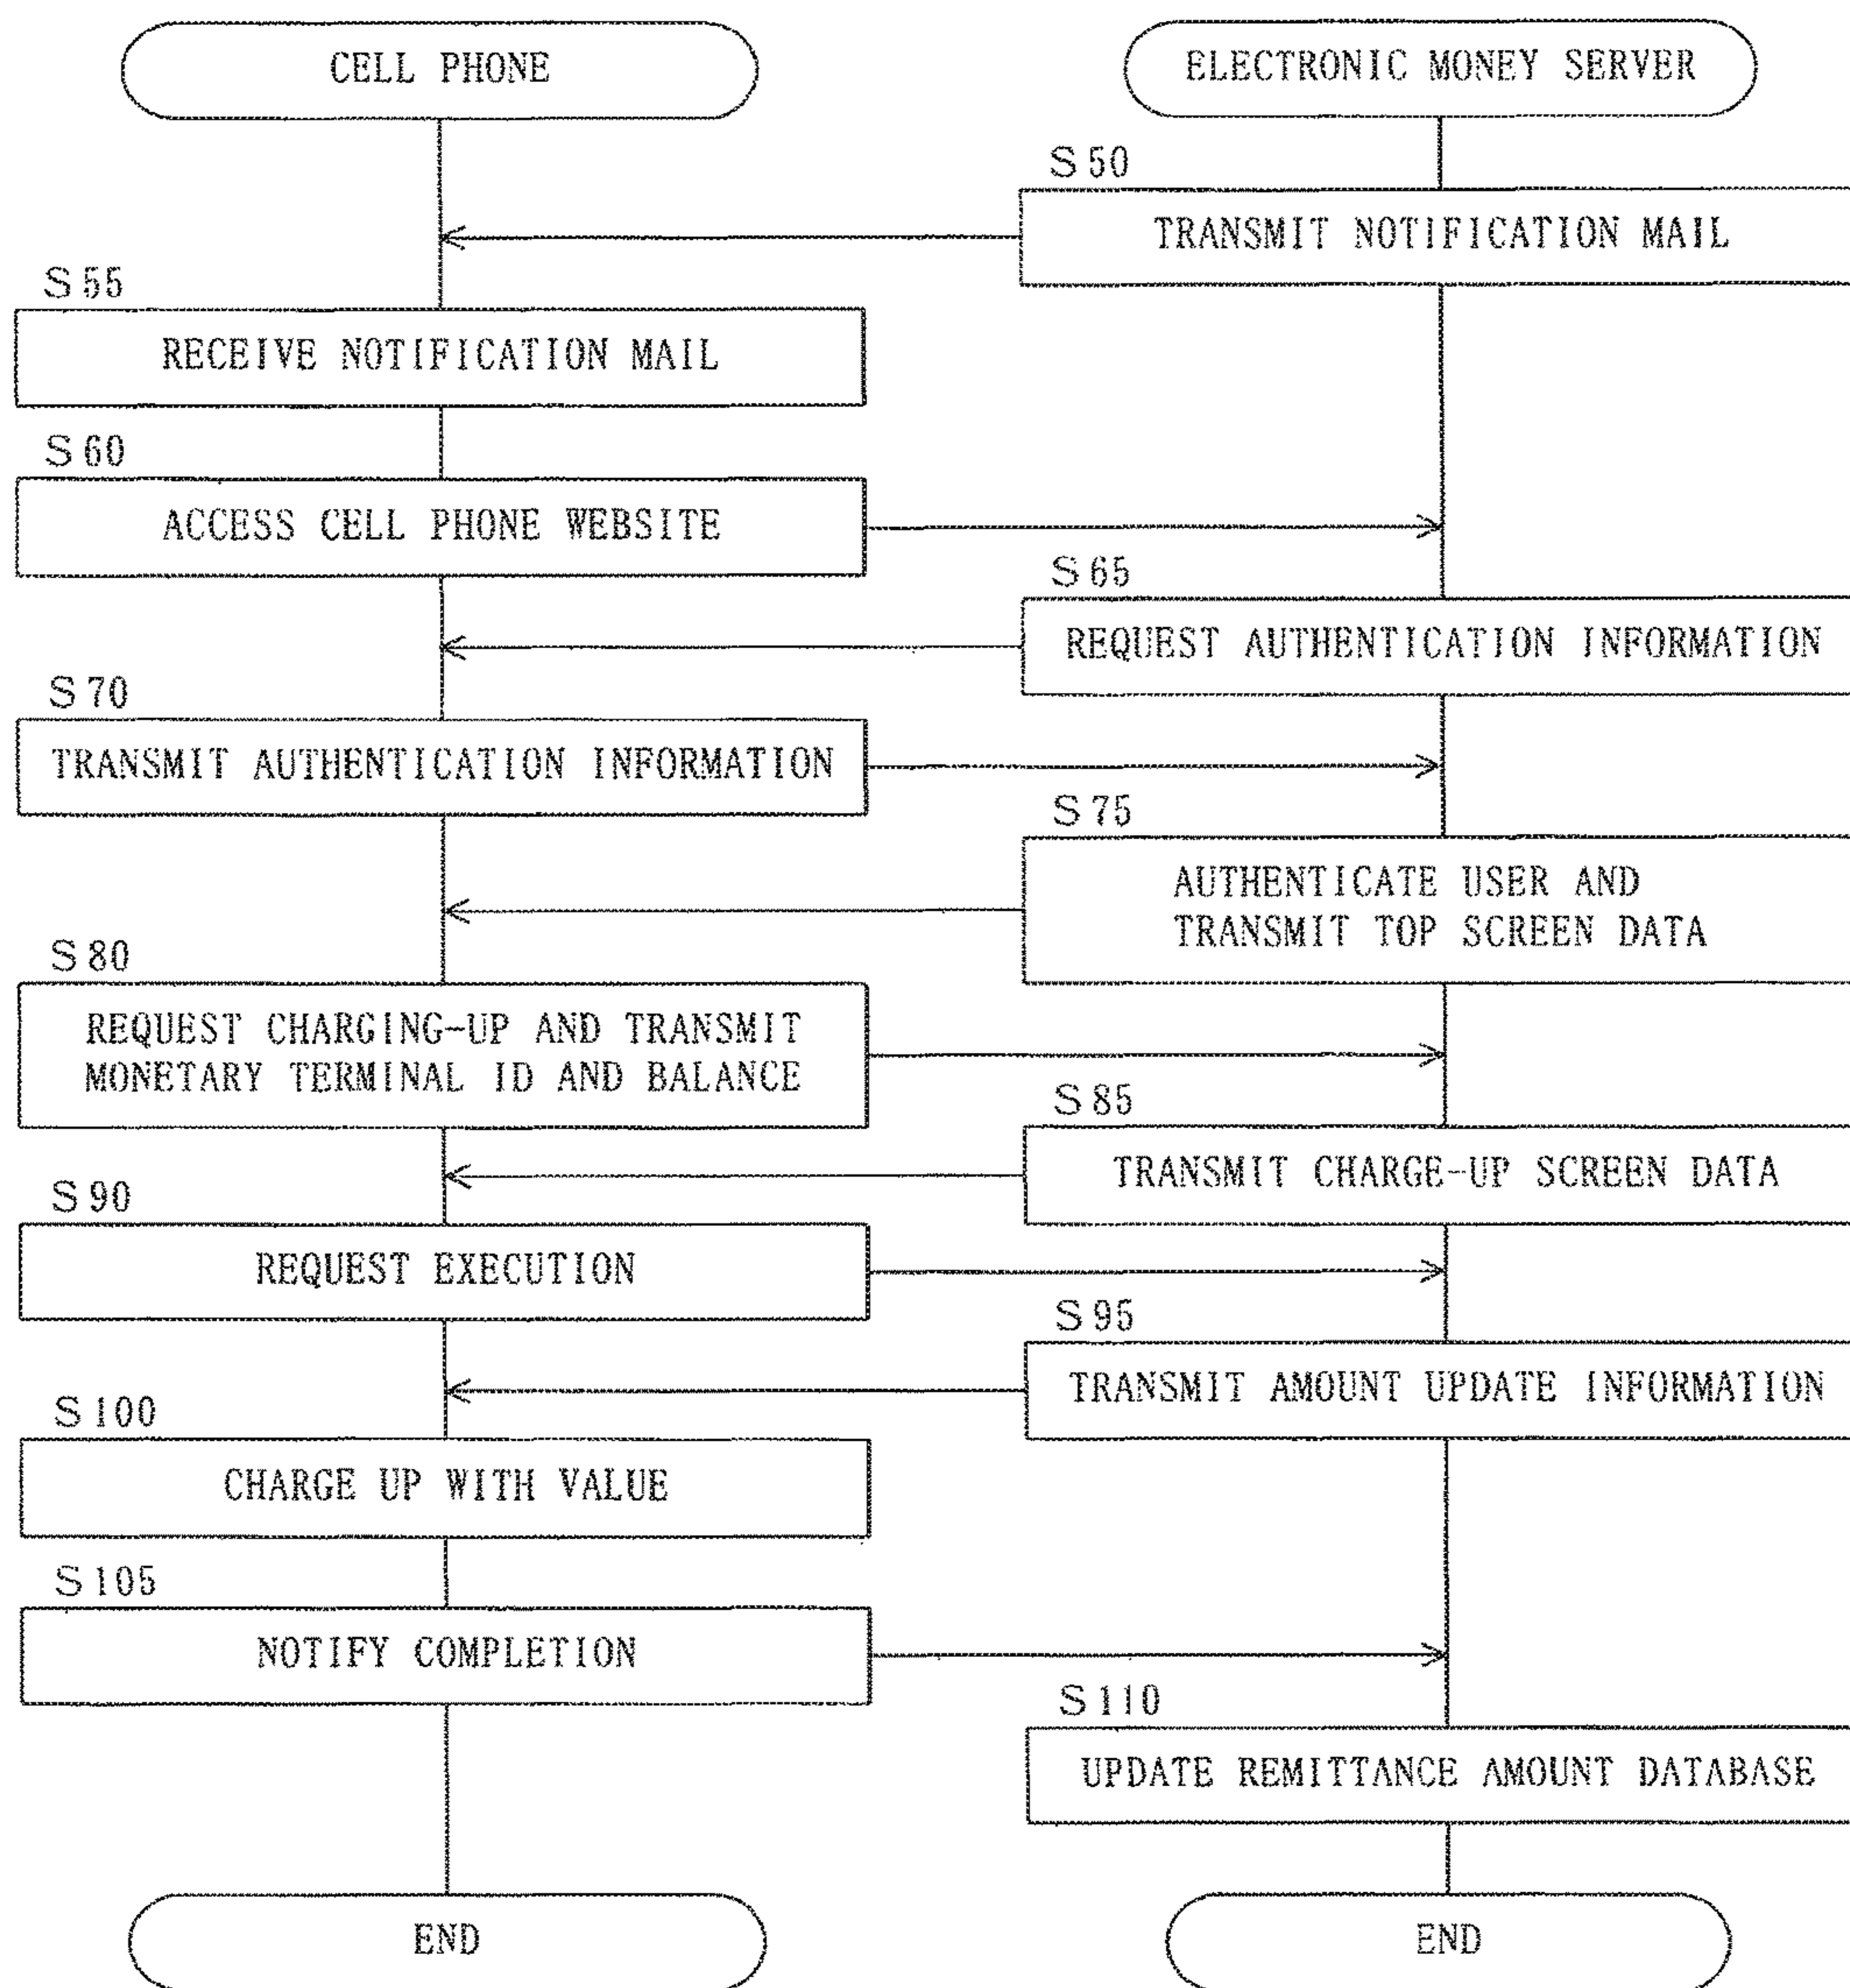 CELL PHONE
ELECTRONIC MONEY SERVER
S50
TRANSMIT NOTIFICATION MAIL
S55
RECEIVE NOTIFICATION MAIL
S60
ACCESS CELL PHONE WEBSITE
S65
REQUEST AUTHENTICATION INFORMATION
S70
TRANSMIT AUTHENTICATION INFORMATION
S75
AUTHENTICATE USER AND
TRANSMIT TOP SCREEN DATA
S80
REQUEST CHARGING-UP AND TRANSMIT
MONETARY TERMINAL ID AND BALANCE
S85
TRANSMIT CHARGE-UP SCREEN DATA
S90
REQUEST EXECUTION
S95
TRANSMIT AMOUNT UPDATE INFORMATION
S100
CHARGE UP WITH VALUE
S105
NOTIFY COMPLETION
S110
UPDATE REMITTANCE AMOUNT DATABASE
END
END